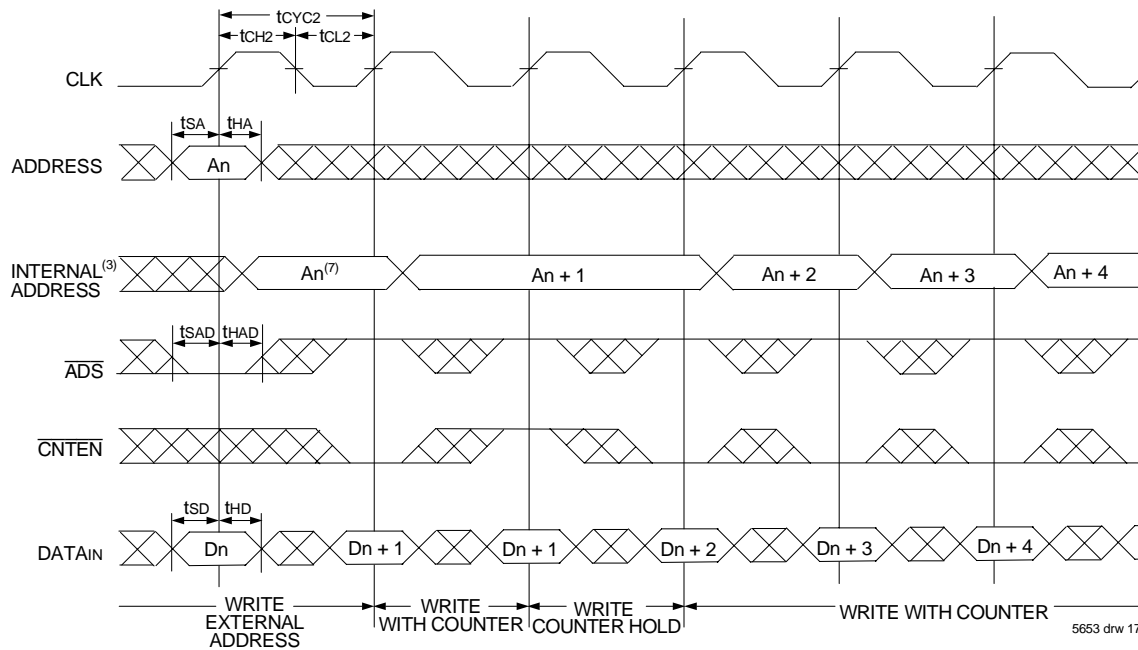 tCYC2
tCH2 tCL2
CLK
tSA tHA
ADDRESS An
INTERNAL(3) ADDRESS An(7) An + 1 An + 2 An + 3 An + 4
tSAD tHAD
ADS
CNTEN
tSD tHD
DATAIN Dn Dn + 1 Dn + 1 Dn + 2 Dn + 3 Dn + 4
WRITE EXTERNAL ADDRESS
WRITE WITH COUNTER
WRITE COUNTER HOLD
WRITE WITH COUNTER
5653 drw 17